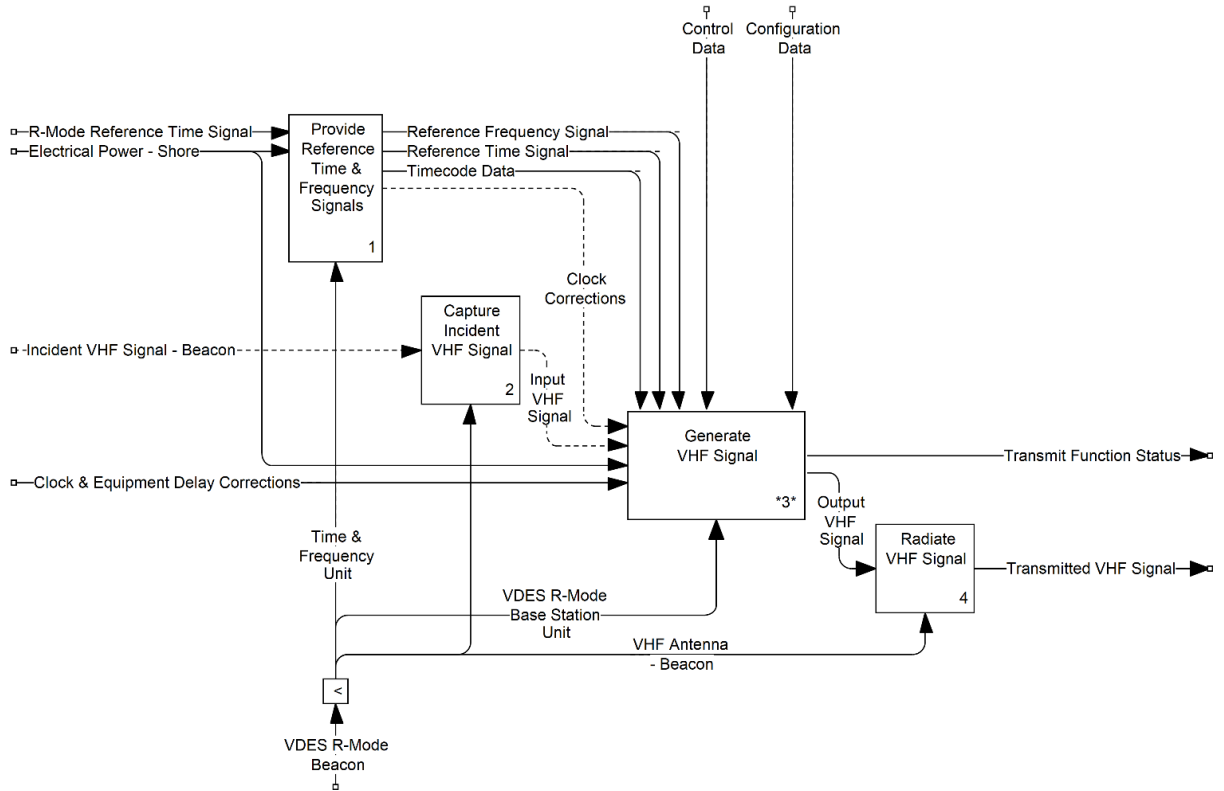 Control
Data
Configuration
Data
R-Mode Reference Time Signal
Electrical Power - Shore
Provide
Reference
Time &
Frequency
Signals
1
Reference Frequency Signal
Reference Time Signal
Timecode Data
Clock
Corrections
Incident VHF Signal - Beacon
Capture
Incident
VHF Signal
2
Input
VHF
Signal
Generate
VHF Signal
*3*
Clock & Equipment Delay Corrections
Transmit Function Status
Output
VHF
Signal
Radiate
VHF Signal
4
Transmitted VHF Signal
Time &
Frequency
Unit
VDES R-Mode
Base Station
Unit
VHF Antenna
- Beacon
<
VDES R-Mode
Beacon